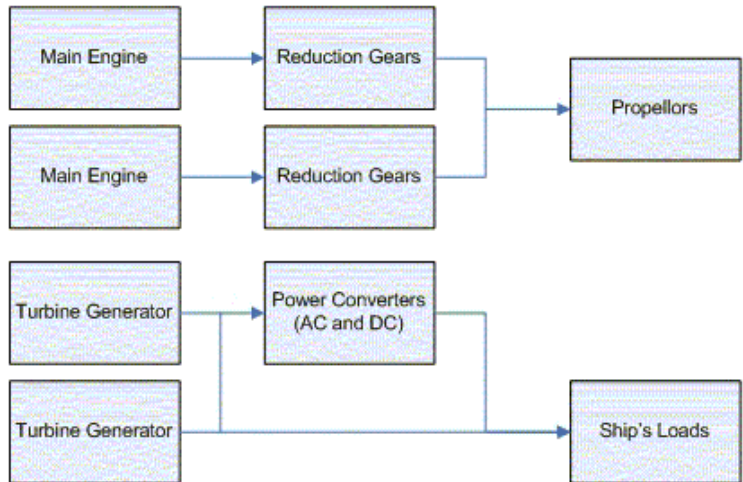 Main Engine
Reduction Gears
Propellors
Main Engine
Reduction Gears
Turbine Generator
Power Converters
(AC and DC)
Turbine Generator
Ship's Loads